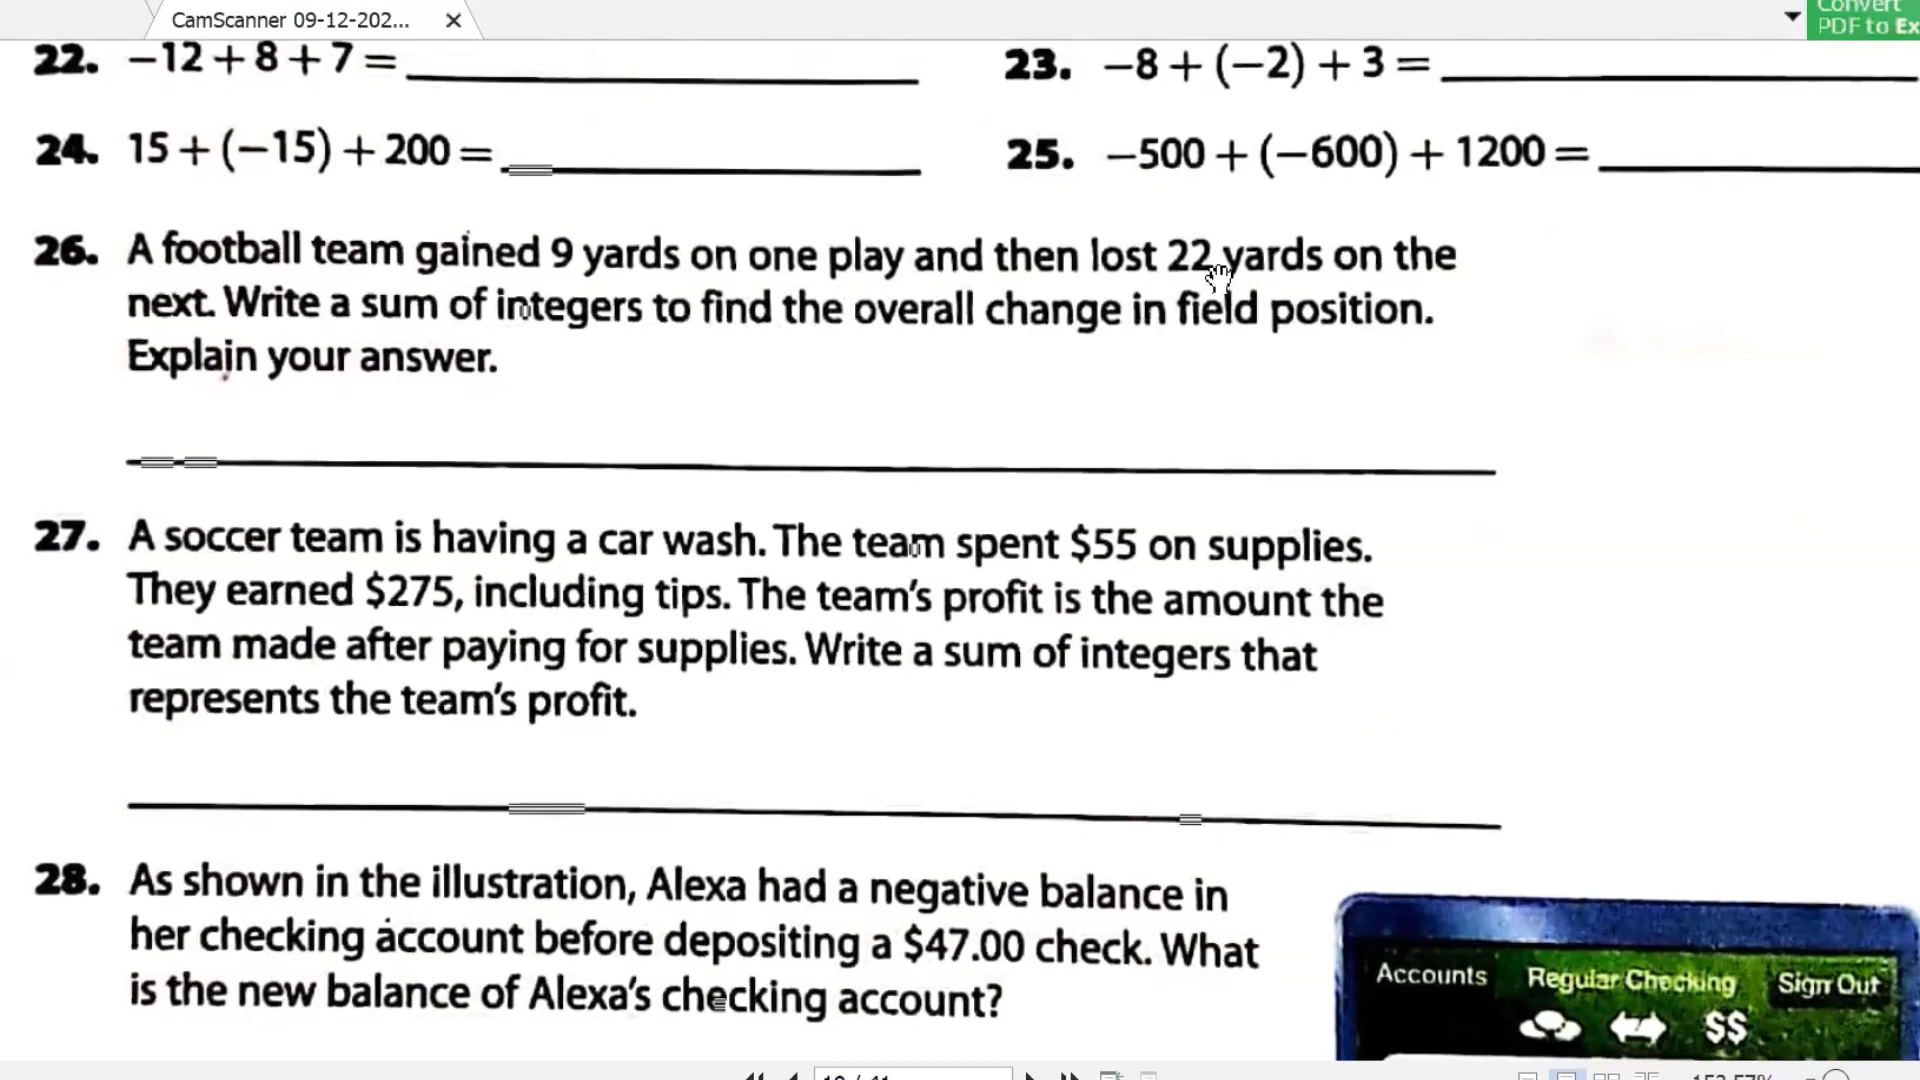 CamScanner 09-12-202...
Convert
PDF to Ex
22. −12 + 8 + 7 =
23. −8 + (−2) + 3 =
24. 15 + (−15) + 200 =
25. −500 + (−600) + 1200 =
26. A football team gained 9 yards on one play and then lost 22 yards on the
next. Write a sum of integers to find the overall change in field position.
Explain your answer.
27. A soccer team is having a car wash. The team spent $55 on supplies.
They earned $275, including tips. The team's profit is the amount the
team made after paying for supplies. Write a sum of integers that
represents the team's profit.
28. As shown in the illustration, Alexa had a negative balance in
her checking account before depositing a $47.00 check. What
is the new balance of Alexa's checking account?
Accounts Regular Checking Sign Out
$$